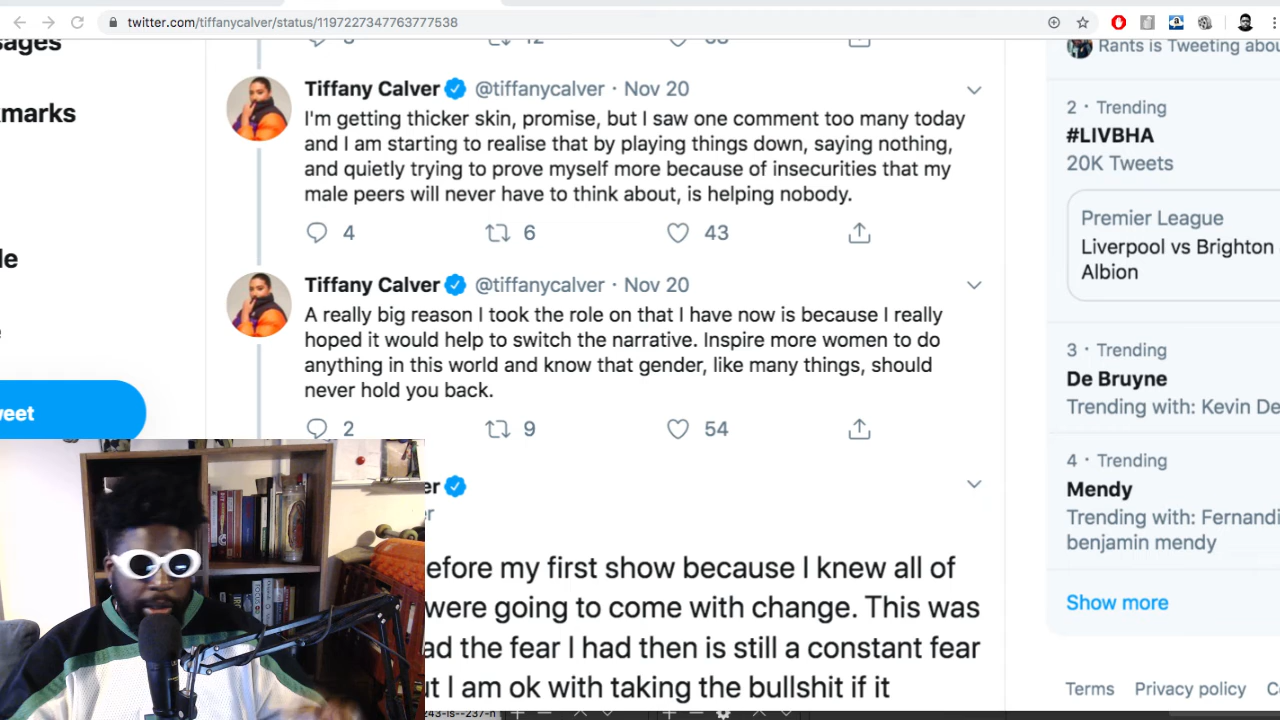 twitter.com/tiffanycalver/status/1197227347763777538
sages
kmarks
le
weet
Tiffany Calver @tiffanycalver · Nov 20
I'm getting thicker skin, promise, but I saw one comment too many today
and I am starting to realise that by playing things down, saying nothing,
and quietly trying to prove myself more because of insecurities that my
male peers will never have to think about, is helping nobody.
4 6 43
Tiffany Calver @tiffanycalver · Nov 20
A really big reason I took the role on that I have now is because I really
hoped it would help to switch the narrative. Inspire more women to do
anything in this world and know that gender, like many things, should
never hold you back.
2 9 54
er
er
efore my first show because I knew all of
were going to come with change. This was
ad the fear I had then is still a constant fear
ut I am ok with taking the bullshit if it
Rants is Tweeting abou
2 · Trending
#LIVBHA
20K Tweets
Premier League
Liverpool vs Brighton
Albion
3 · Trending
De Bruyne
Trending with: Kevin De
4 · Trending
Mendy
Trending with: Fernandi
benjamin mendy
Show more
Terms Privacy policy Co
FOCUS